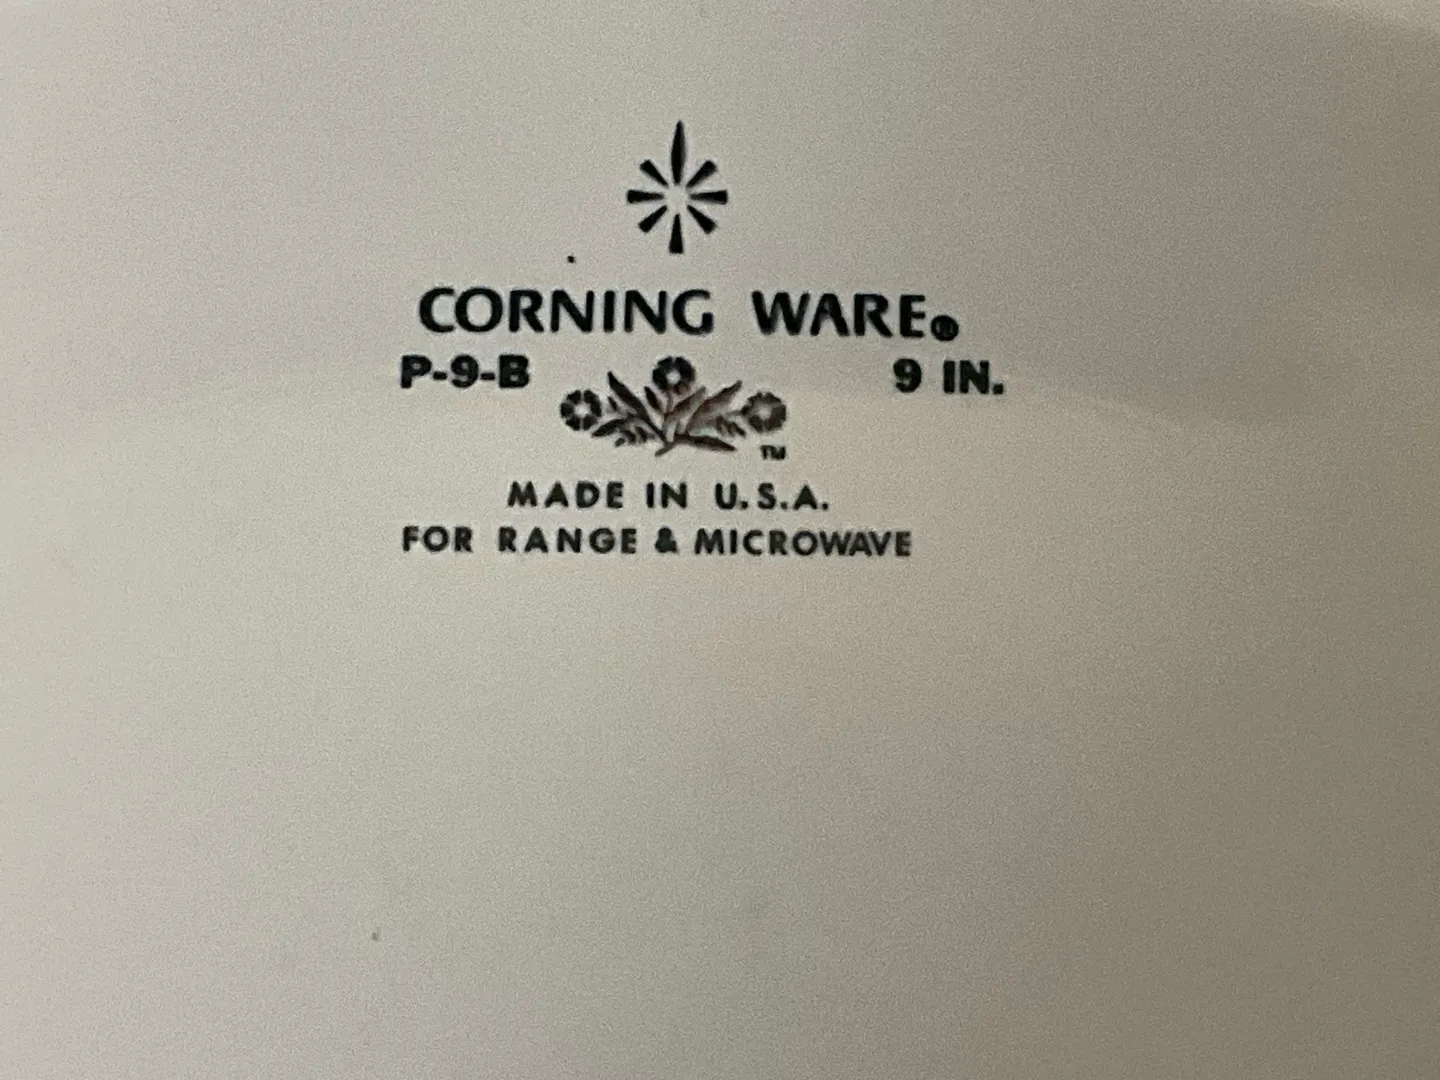 CORNING WARE®
P-9-B 9 IN.
TM
MADE IN U.S.A.
FOR RANGE & MICROWAVE